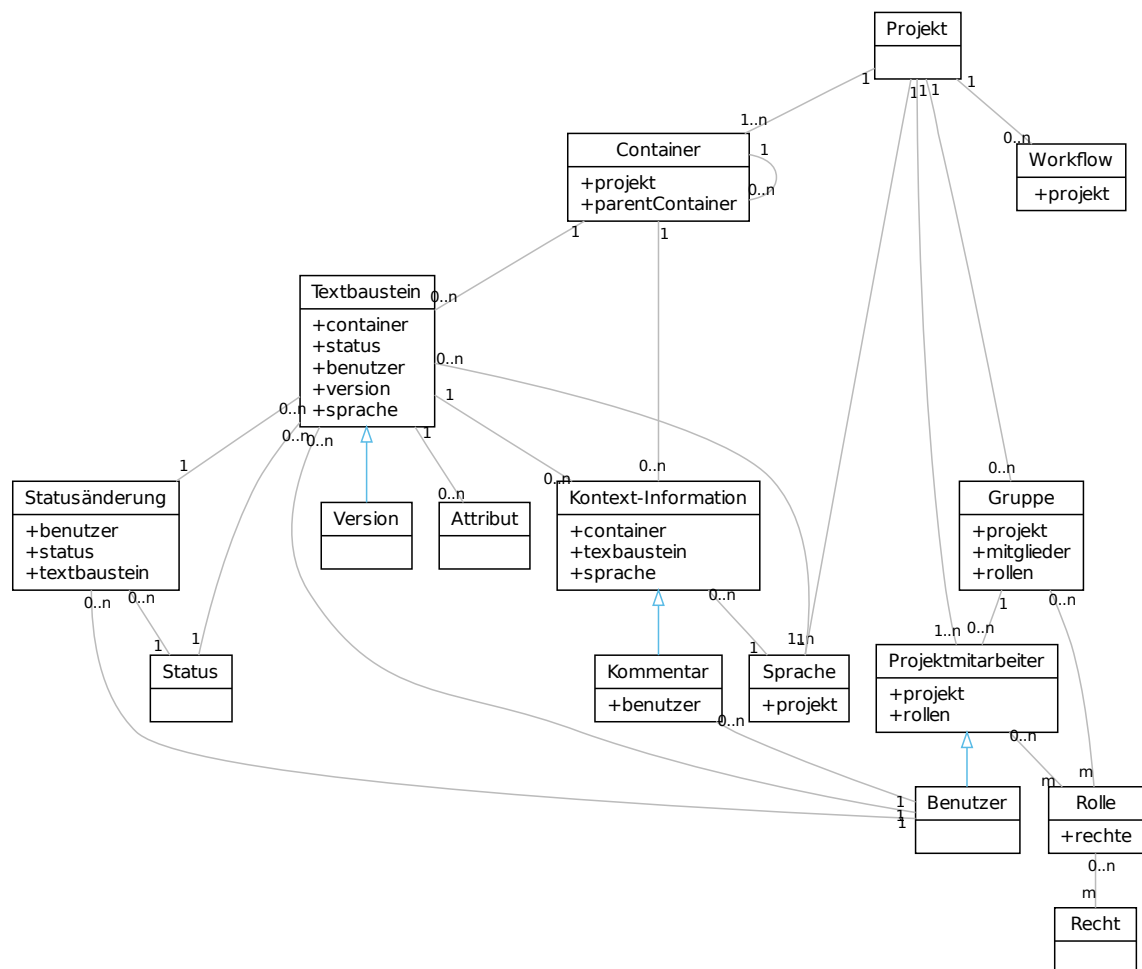 Projekt
1
1
1
1
1
1..n
0..n
Container
1
Workflow
+projekt
0..n
+projekt
+parentContainer
1
1
Textbaustein
0..n
+container
+status
+benutzer
+version
+sprache
0..n
1
0..n
0..n
0..n
1
1
0..n
0..n
0..n
0..n
Statusänderung
+benutzer
+status
+textbaustein
Version
Attribut
Kontext-Information
+container
+texbaustein
+sprache
Gruppe
+projekt
+mitglieder
+rollen
0..n
0..n
0..n
1
0..n
1
1
1
1..n
0..n
Status
Kommentar
+benutzer
Sprache
+projekt
Projektmitarbeiter
+projekt
+rollen
0..n
0..n
m
m
1
1
1
Benutzer
Rolle
+rechte
0..n
m
Recht